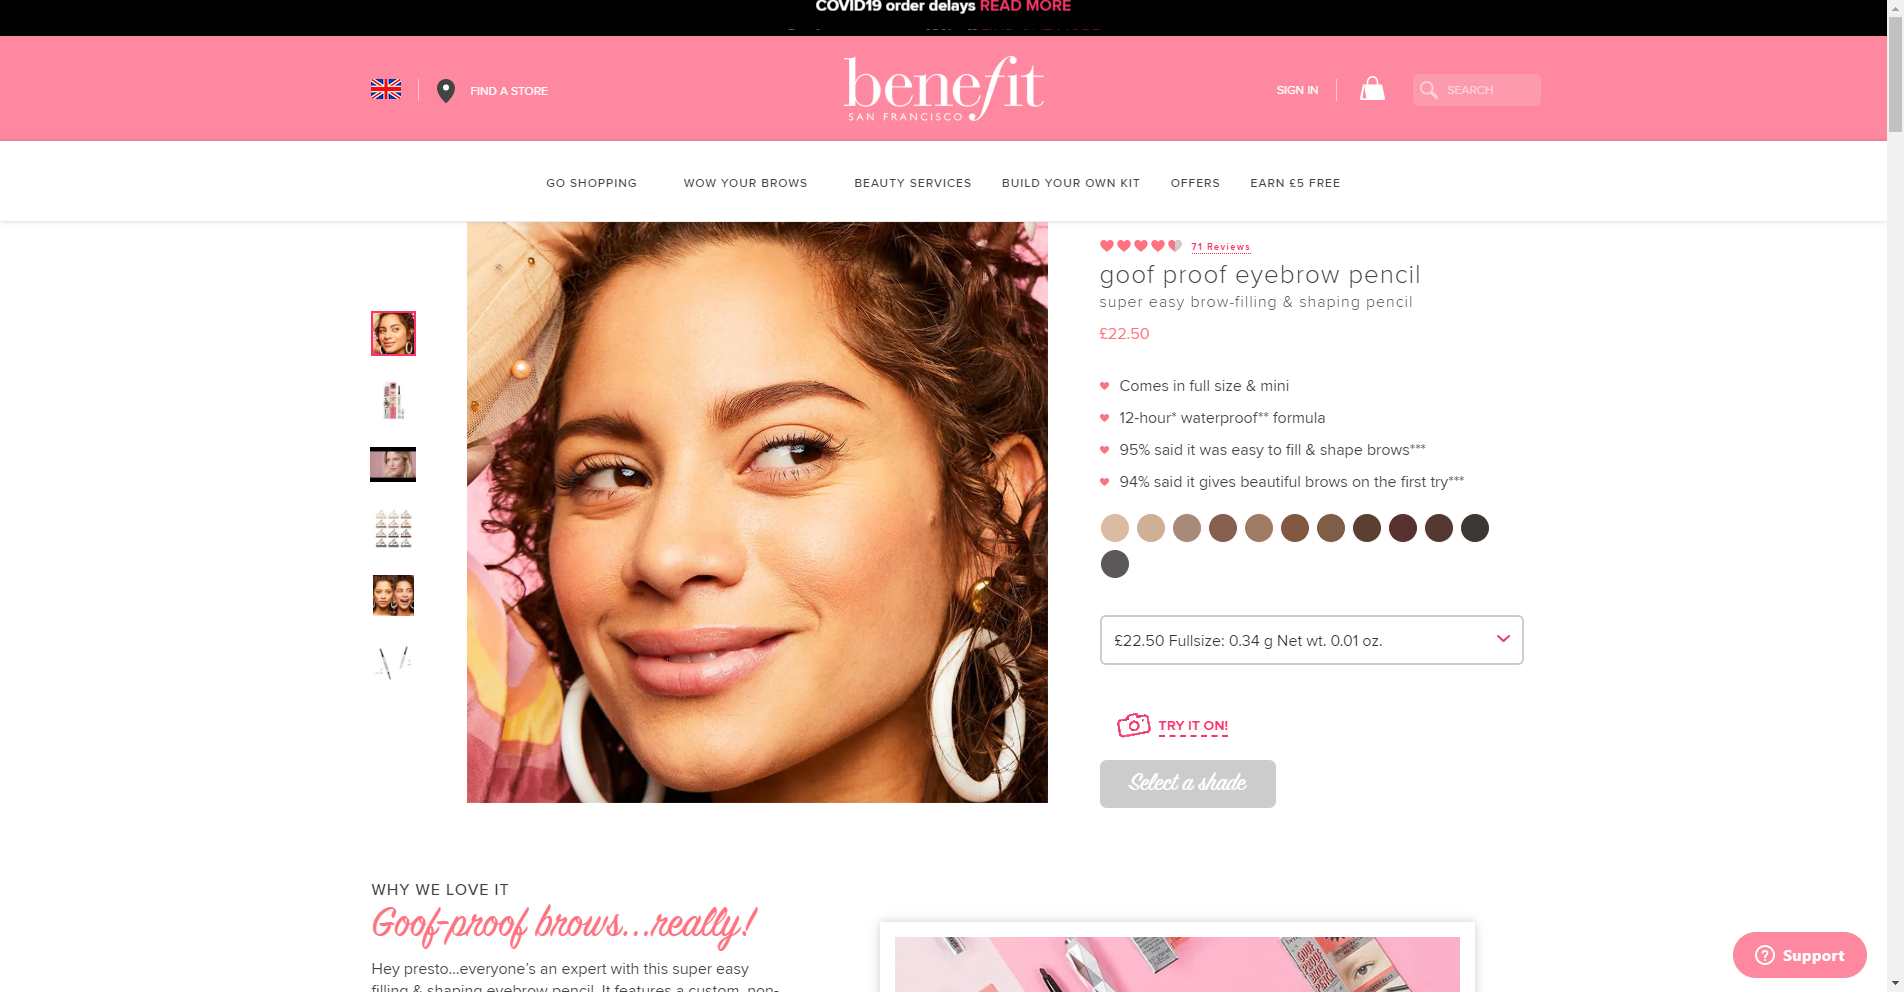 COVID19 order delays READ MORE
FIND A STORE
benefit
SAN FRANCISCO
SIGN IN
SEARCH
GO SHOPPING
WOW YOUR BROWS
BEAUTY SERVICES
BUILD YOUR OWN KIT
OFFERS
EARN £5 FREE
71 Reviews
goof proof eyebrow pencil
super easy brow-filling & shaping pencil
£22.50
Comes in full size & mini
12-hour* waterproof** formula
95% said it was easy to fill & shape brows***
94% said it gives beautiful brows on the first try***
£22.50 Fullsize: 0.34 g Net wt. 0.01 oz.
TRY IT ON!
Select a shade
WHY WE LOVE IT
Goof-proof brows...really!
Hey presto...everyone's an expert with this super easy
filling & shaping eyebrow pencil. It features a custom, non-
Support